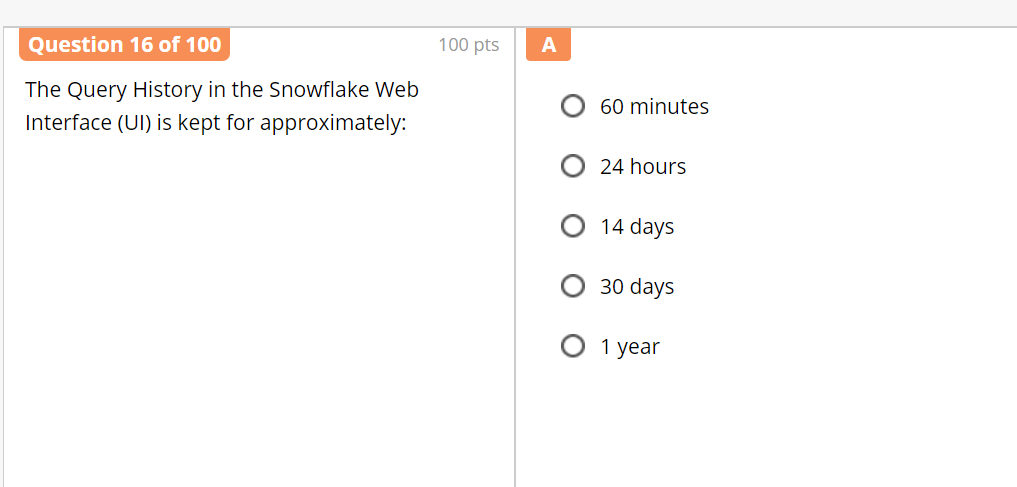 Question 16 of 100
100 pts
The Query History in the Snowflake Web
Interface (UI) is kept for approximately:
A
60 minutes
24 hours
14 days
30 days
1 year